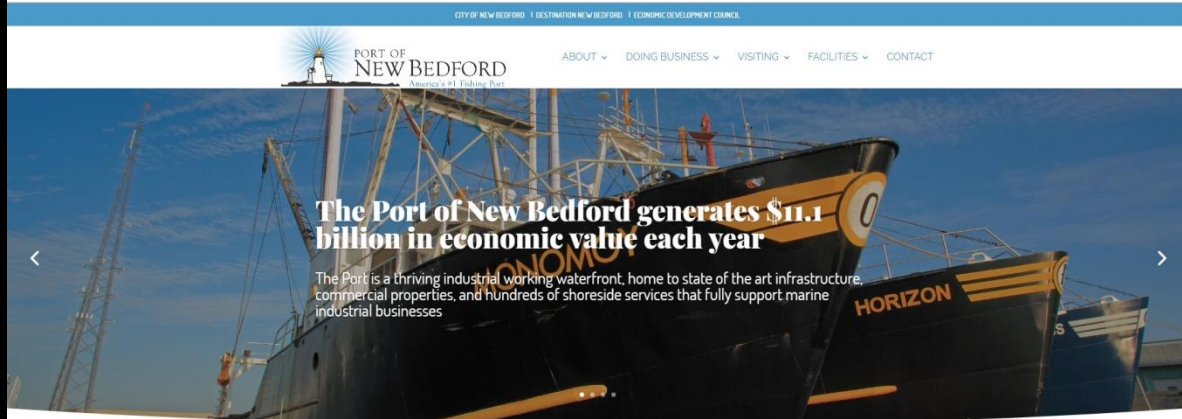 CITY OF NEW BEDFORD | DESTINATION NEW BEDFORD | ECONOMIC DEVELOPMENT COUNCIL
PORT OF
NEW BEDFORD
America's #1 Fishing Port
ABOUT DOING BUSINESS VISITING FACILITIES CONTACT
The Port of New Bedford generates $11.1
billion in economic value each year
The Port is a thriving industrial working waterfront, home to state of the art infrastructure,
commercial properties, and hundreds of shoreside services that fully support marine
industrial businesses
MONOMOY
HORIZON